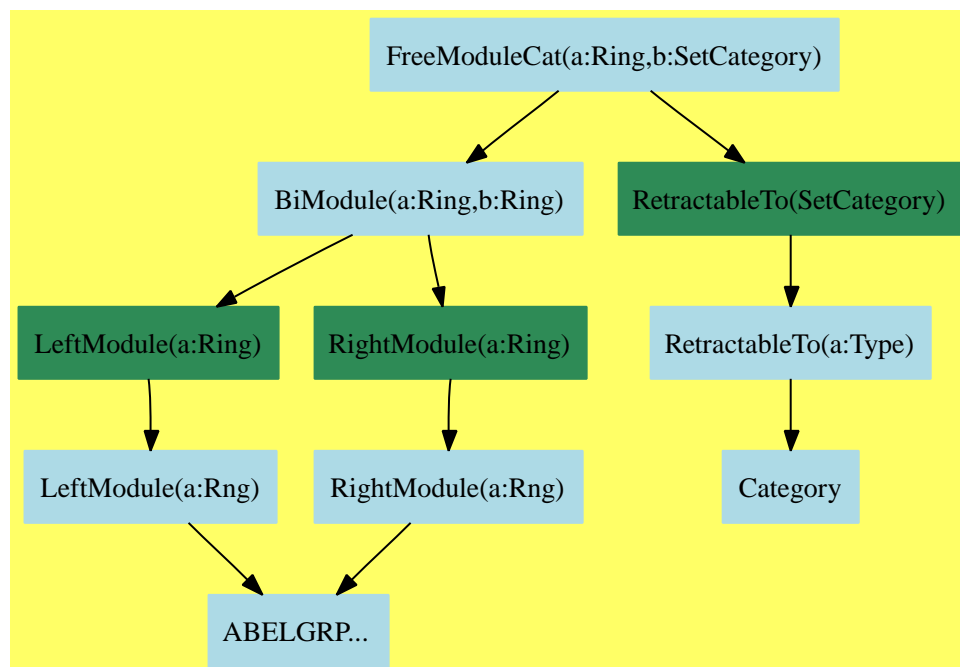 FreeModuleCat(a:Ring,b:SetCategory)
BiModule(a:Ring,b:Ring)
RetractableTo(SetCategory)
LeftModule(a:Ring)
RightModule(a:Ring)
RetractableTo(a:Type)
LeftModule(a:Rng)
RightModule(a:Rng)
Category
ABELGRP...